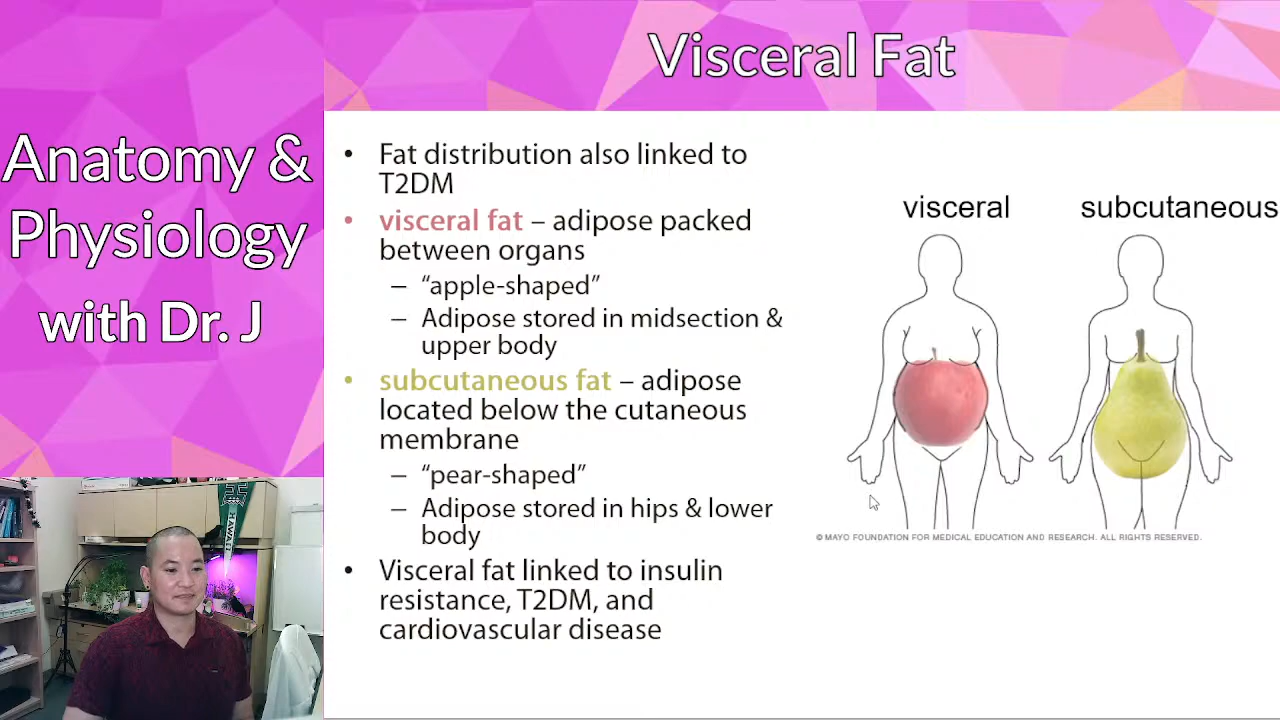 Anatomy &
Physiology
with Dr. J
Visceral Fat
• Fat distribution also linked to
T2DM
• visceral fat – adipose packed
between organs
– “apple-shaped”
– Adipose stored in midsection &
upper body
• subcutaneous fat – adipose
located below the cutaneous
membrane
– “pear-shaped”
– Adipose stored in hips & lower
body
• Visceral fat linked to insulin
resistance, T2DM, and
cardiovascular disease
visceral
subcutaneous
© MAYO FOUNDATION FOR MEDICAL EDUCATION AND RESEARCH. ALL RIGHTS RESERVED.
H
HAWAII